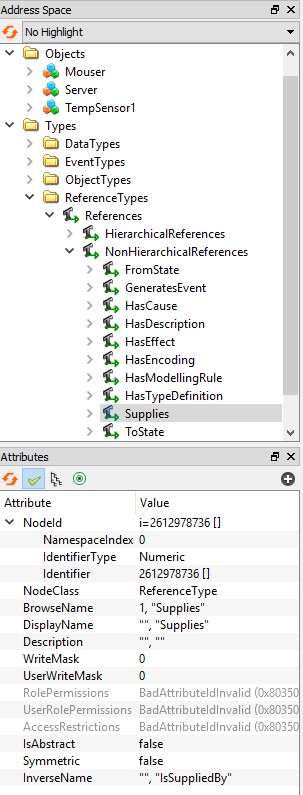 Address Space
No Highlight
Objects
Mouser
Server
TempSensor1
Types
DataTypes
EventTypes
ObjectTypes
ReferenceTypes
References
HierarchicalReferences
NonHierarchicalReferences
FromState
GeneratesEvent
HasCause
HasDescription
HasEffect
HasEncoding
HasModellingRule
HasTypeDefinition
Supplies
ToState
Attributes
Attribute Value
NodeId i=2612978736 []
NamespaceIndex 0
IdentifierType Numeric
Identifier 2612978736 []
NodeClass ReferenceType
BrowseName 1, "Supplies"
DisplayName "", "Supplies"
Description "", ""
WriteMask 0
UserWriteMask 0
RolePermissions BadAttributeIdInvalid (0x80350
UserRolePermissions BadAttributeIdInvalid (0x80350
AccessRestrictions BadAttributeIdInvalid (0x80350
IsAbstract false
Symmetric false
InverseName "", "IsSuppliedBy"